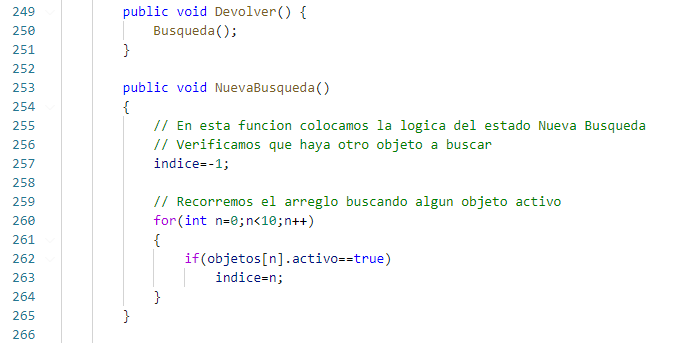 249 public void Devolver() {
250 Busqueda();
251 }
252
253 public void NuevaBusqueda()
254 {
255 // En esta funcion colocamos la logica del estado Nueva Busqueda
256 // Verificamos que haya otro objeto a buscar
257 indice=-1;
258
259 // Recorremos el arreglo buscando algun objeto activo
260 for(int n=0;n<10;n++)
261 {
262 if(objetos[n].activo==true)
263 indice=n;
264 }
265 }
266